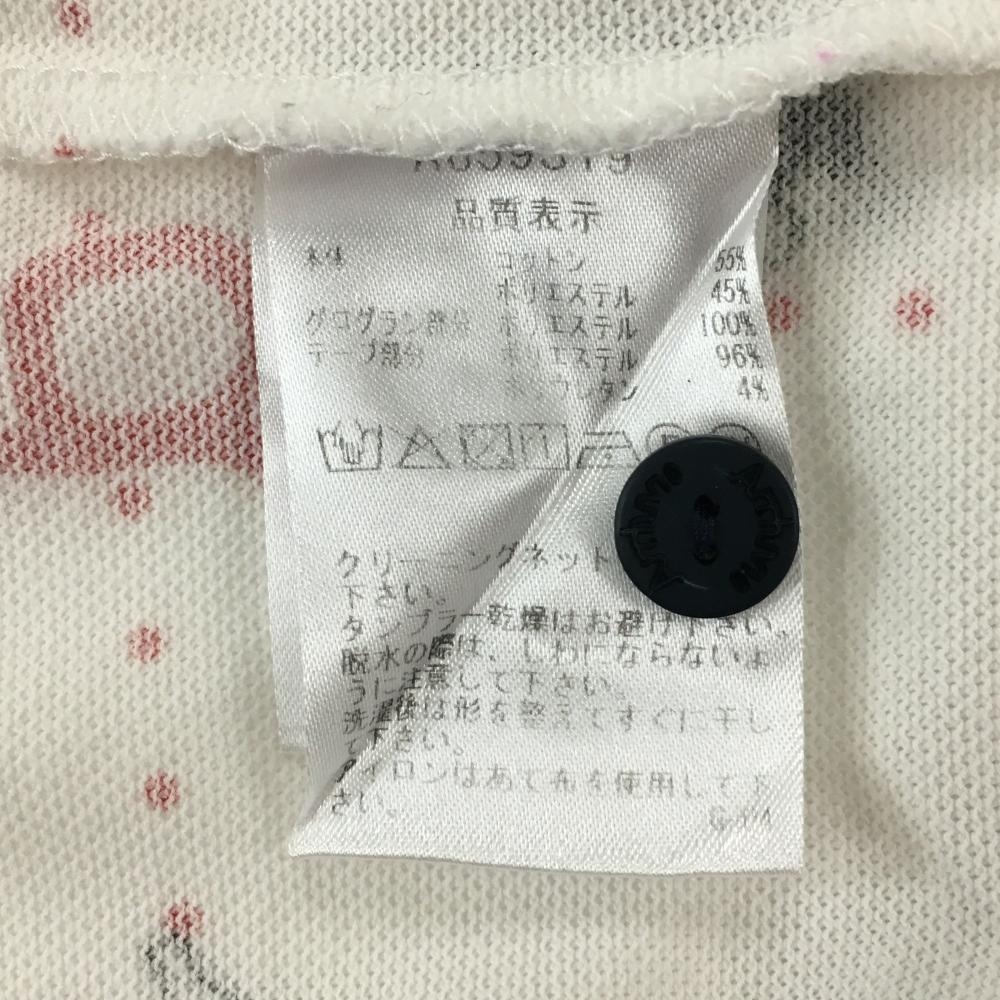 品質表示
本体 コットン 55%
ポリエステル 45%
グログラン部分 ポリエステル 100%
テープ部分 ポリエステル 96%
ポリウレタン 4%
クリーニングネット
下さい。
タンブラー乾燥はお避け下さい。
脱水の際は、しわにならないよ
うに注意して下さい。
洗濯後は形を整えてすぐに干し
て下さい。
アイロンはあて布を使用して下
さい。